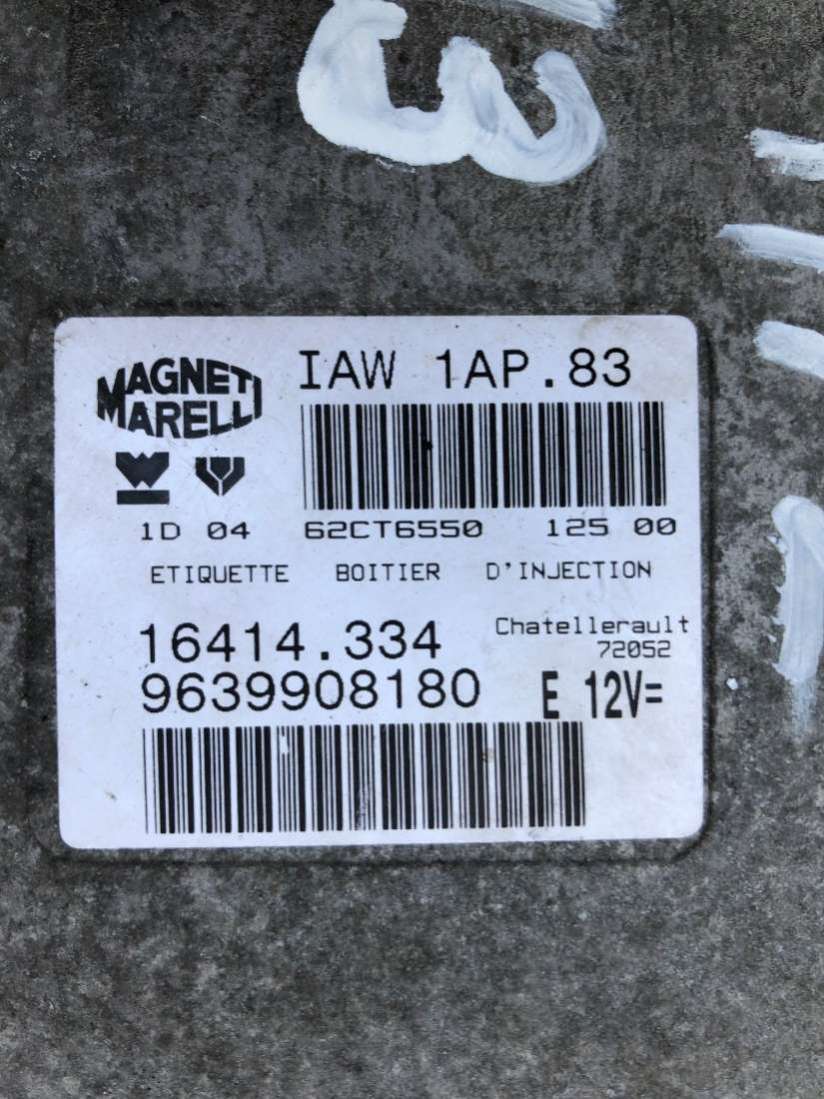 3
MAGNETI
MARELLI
IAW 1AP.83
1D 04 62CT6550 125 00
ETIQUETTE BOITIER D'INJECTION
16414.334
Chatellerault
72052
9639908180
E 12V=